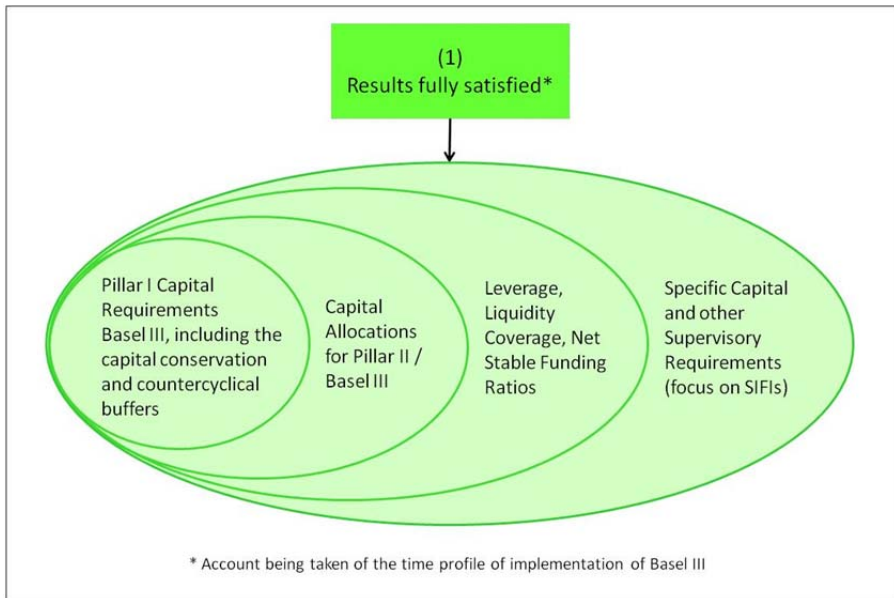 (1)
Results fully satisfied*
Pillar I Capital
Requirements
Basel III, including the
capital conservation
and countercyclical
buffers
Capital
Allocations
for Pillar II /
Basel III
Leverage,
Liquidity
Coverage, Net
Stable Funding
Ratios
Specific Capital
and other
Supervisory
Requirements
(focus on SIFIs)
* Account being taken of the time profile of implementation of Basel III